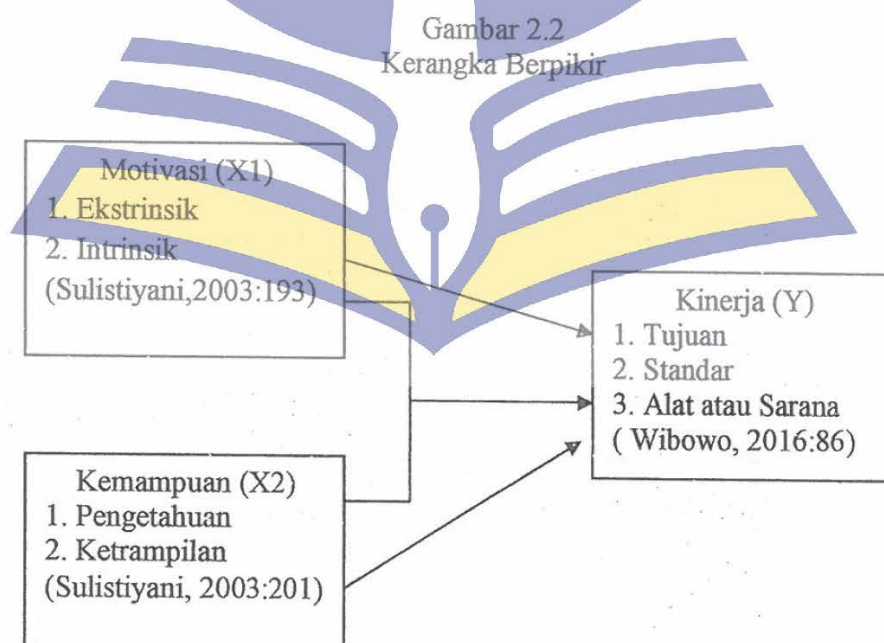 Gambar 2.2
Kerangka Berpikir
Motivasi (X1)
1. Ekstrinsik
2. Intrinsik
(Sulistiyani,2003:193)
Kinerja (Y)
1. Tujuan
2. Standar
3. Alat atau Sarana
( Wibowo, 2016:86)
Kemampuan (X2)
1. Pengetahuan
2. Ketrampilan
(Sulistiyani, 2003:201)